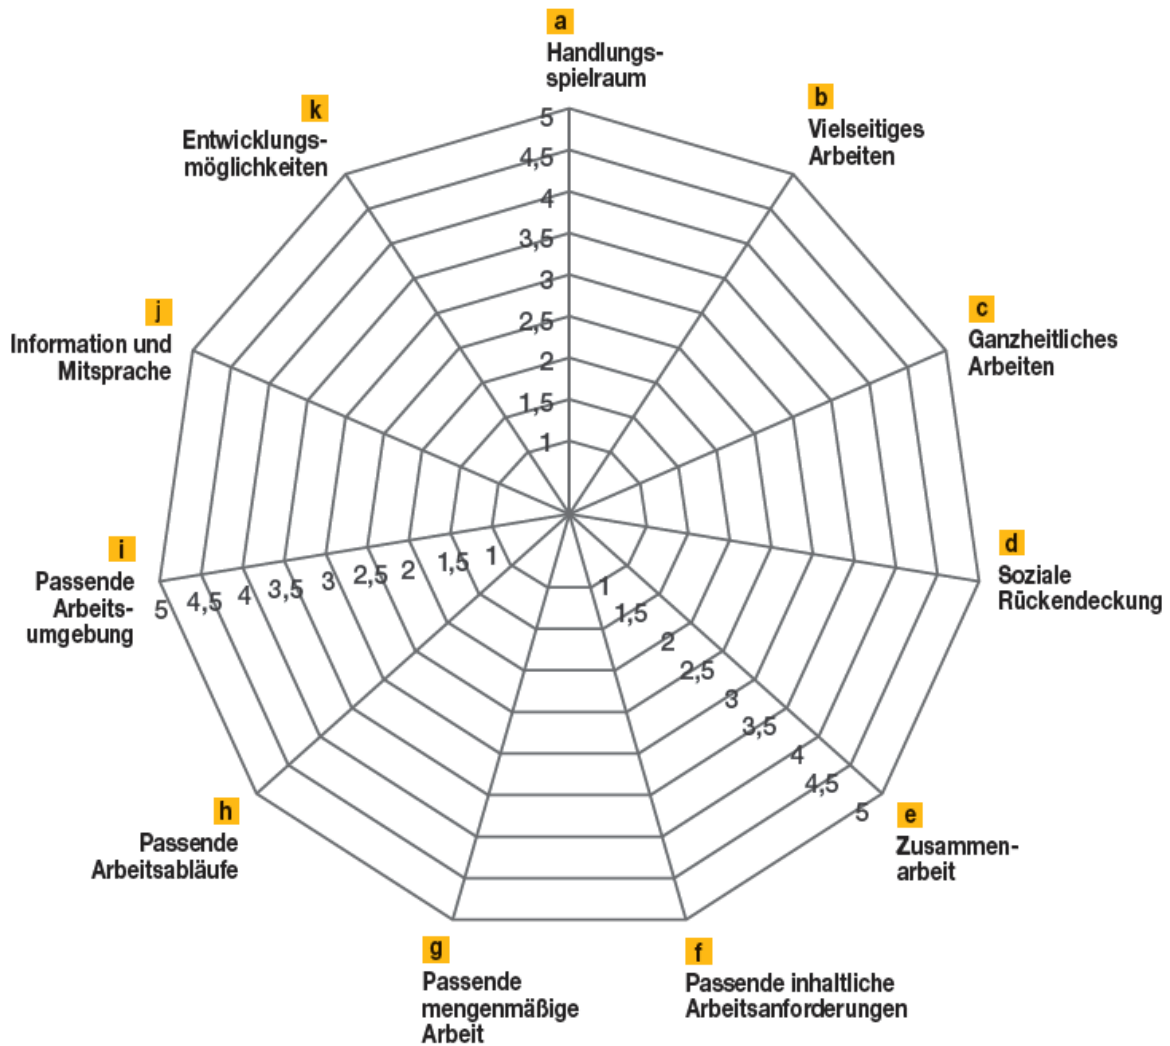 a
Handlungs-
spielraum
b
Vielseitiges
Arbeiten
c
Ganzheitliches
Arbeiten
d
Soziale
Rückendeckung
e
Zusammen-
arbeit
f
Passende inhaltliche
Arbeitsanforderungen
g
Passende
mengenmäßige
Arbeit
h
Passende
Arbeitsabläufe
i
Passende
Arbeits-
umgebung
j
Information und
Mitsprache
k
Entwicklungs-
möglichkeiten
5
4,5
4
3,5
3
2,5
2
1,5
1
1
1,5
2
2,5
3
3,5
4
4,5
5
5
4,5
4
3,5
3
2,5
2
1,5
1